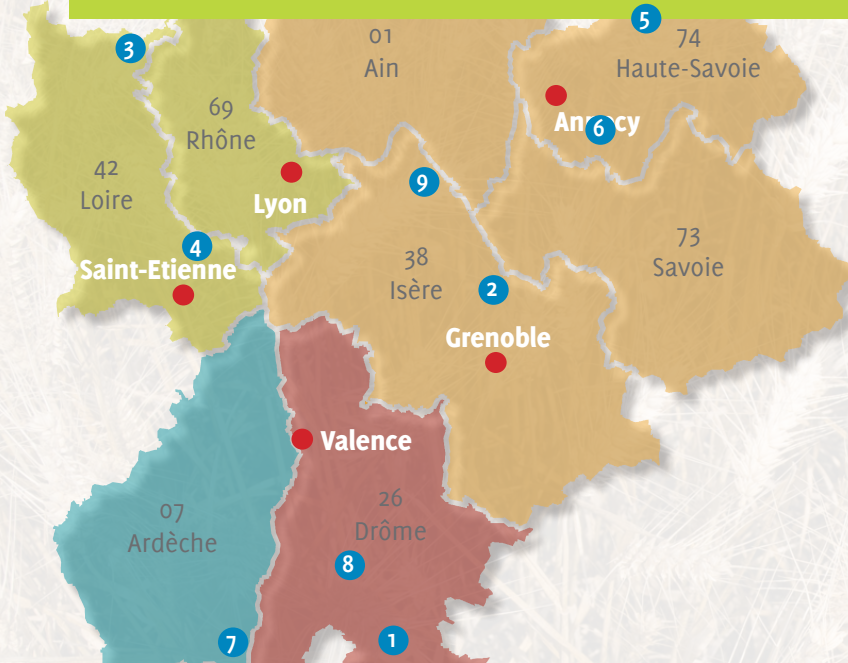 5
3
01
Ain
74
Haute-Savoie
69
Rhône
Annecy
6
42
Loire
9
Lyon
4
73
Savoie
38
Isère
Saint-Etienne
2
Grenoble
Valence
26
Drôme
07
Ardèche
8
7
1